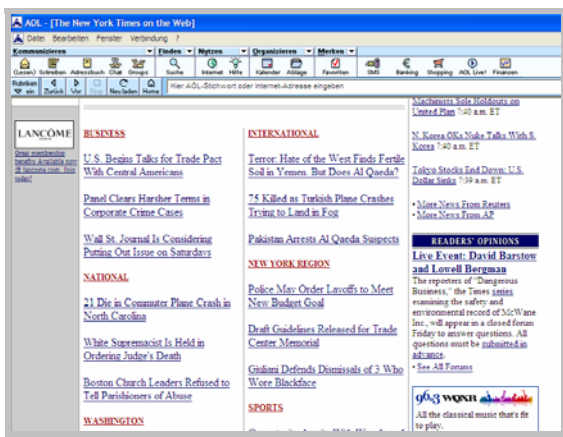 AOL - [The New York Times on the Web]
Datei Bearbeiten Fenster Verbindung ?
Kommunizieren Finden Nutzen Organisieren Merken
(Lesen) Schreiben Adressbuch Chat Groups Suche Internet Hilfe Kalender Ablage Favoriten SMS Banking Shopping AOL Live! Finanzen
Rubriken
ein Zurück Vor Stop Neu laden Home
Hier AOL-Stichwort oder Internet-Adresse eingeben
LANCÔME
Great membership
benefits Available now
@ lancome.com. Join
today!
BUSINESS
U.S. Begins Talks for Trade Pact
With Central Americans
Panel Clears Harsher Terms in
Corporate Crime Cases
Wall St. Journal Is Considering
Putting Out Issue on Saturdays
NATIONAL
21 Die in Commuter Plane Crash in
North Carolina
White Supremacist Is Held in
Ordering Judge's Death
Boston Church Leaders Refused to
Tell Parishioners of Abuse
WASHINGTON
INTERNATIONAL
Terror: Hate of the West Finds Fertile
Soil in Yemen. But Does Al Qaeda?
75 Killed as Turkish Plane Crashes
Trying to Land in Fog
Pakistan Arrests Al Qaeda Suspects
NEW YORK REGION
Police May Order Layoffs to Meet
New Budget Goal
Draft Guidelines Released for Trade
Center Memorial
Giuliani Defends Dismissals of 3 Who
Wore Blackface
SPORTS
Machinists Sole Holdouts on
United Plan 7:40 a.m. ET
N. Korea OKs Nuke Talks With S.
Korea 7:40 a.m. ET
Tokyo Stocks End Down; U.S.
Dollar Sinks 7:39 a.m. ET
• More News From Reuters
• More News From AP
READERS' OPINIONS
Live Event: David Barstow
and Lowell Bergman
The reporters of "Dangerous
Business," the Times series
examining the safety and
environmental record of McWane
Inc., will appear in a closed forum
Friday to answer questions. All
questions must be submitted in
advance.
• See All Forums
96.3 WQXR
All the classical music that's fit
to play.